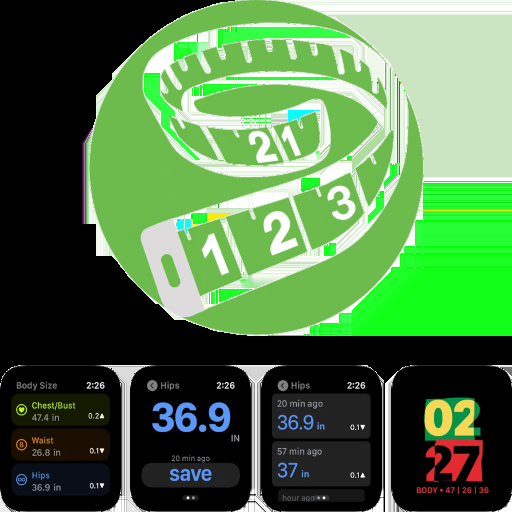 21
1 2 3
Body Size 2:26
Chest/Bust
47.4 in 0.2▲
Waist
26.8 in 0.1▼
Hips
36.9 in 0.1▼
Hips 2:26
36.9
IN
20 min ago
save
Hips 2:26
20 min ago
36.9 in 0.1▼
57 min ago
37 in 0.1▲
hour ago
02
27
BODY • 47 | 26 | 36